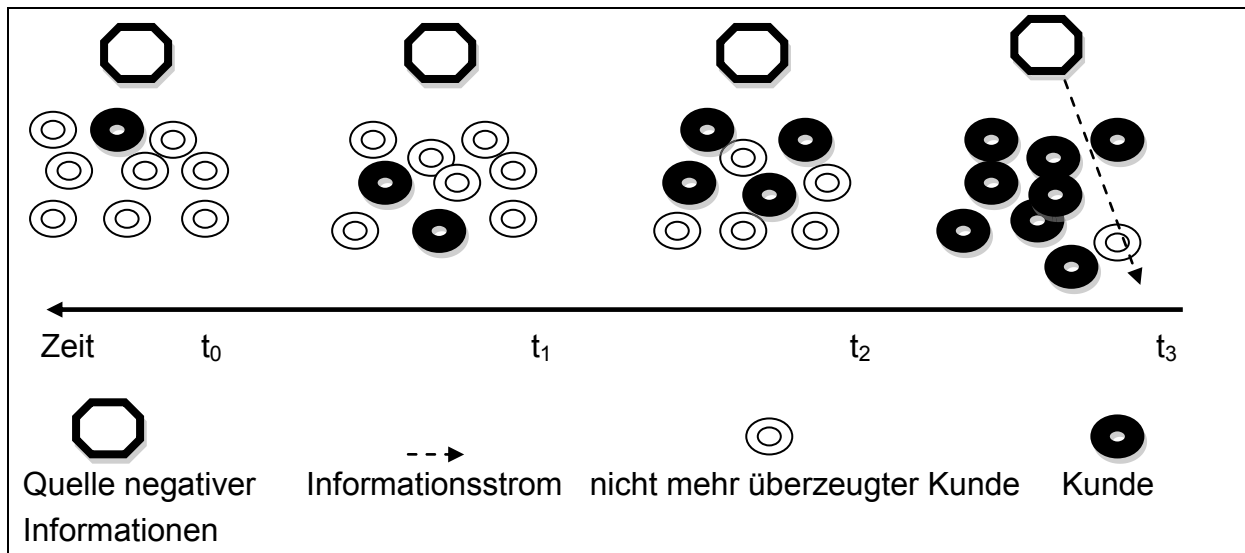 Zeit t₀ t₁ t₂ t₃
Quelle negativer Informationsstrom nicht mehr überzeugter Kunde Kunde
Informationen